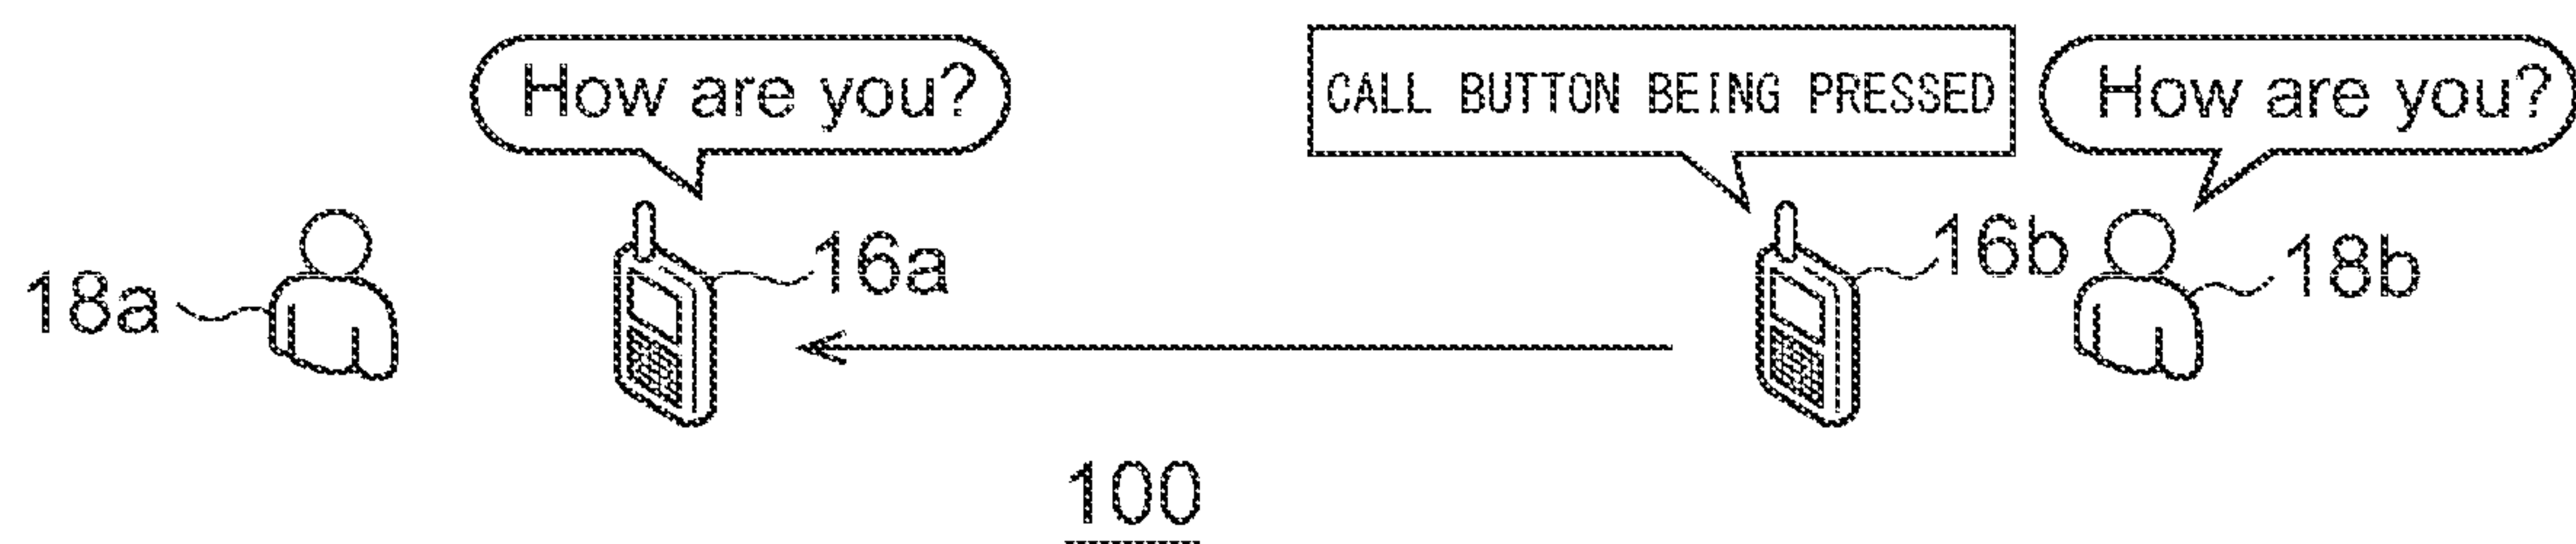 How are you?
CALL BUTTON BEING PRESSED
How are you?
18a
16a
16b
18b
100